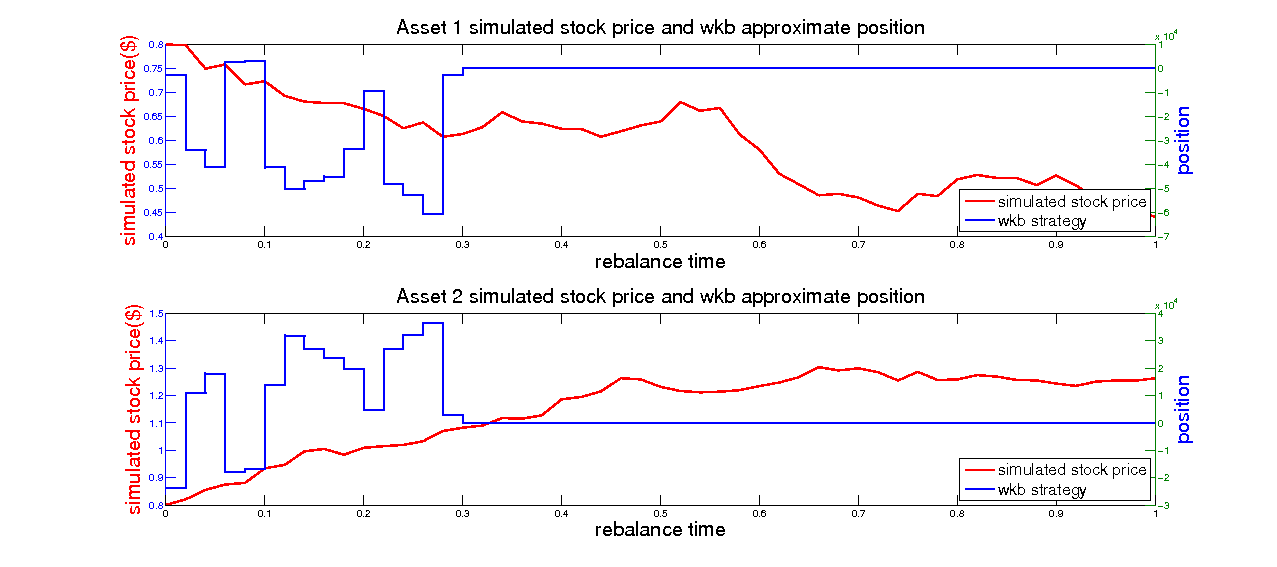 Asset 1 simulated stock price and wkb approximate position
x 10^4
simulated stock price($)
0.8
0.75
0.7
0.65
0.6
0.55
0.5
0.45
0.4
1
0
-1
-2
-3
-4
-5
-6
-7
position
simulated stock price
wkb strategy
0 0.1 0.2 0.3 0.4 0.5 0.6 0.7 0.8 0.9 1
rebalance time
Asset 2 simulated stock price and wkb approximate position
x 10^4
simulated stock price($)
1.5
1.4
1.3
1.2
1.1
1
0.9
0.8
4
3
2
1
0
-1
-2
-3
position
simulated stock price
wkb strategy
0 0.1 0.2 0.3 0.4 0.5 0.6 0.7 0.8 0.9 1
rebalance time